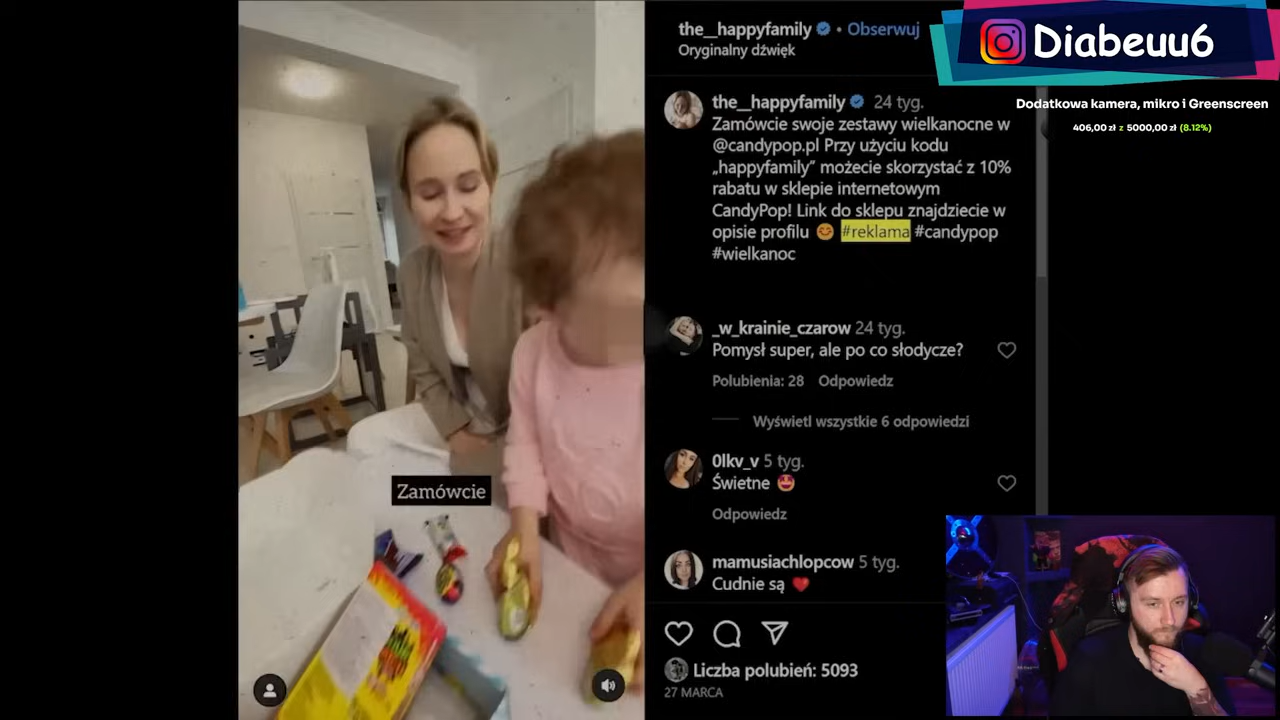 the__happyfamily • Obserwuj
Oryginalny dźwięk
Diabeuu6
Dodatkowa kamera, mikro i Greenscreen
406,00 zł z 5000,00 zł (8.12%)
the__happyfamily 24 tyg.
Zamówcie swoje zestawy wielkanocne w
@candypop.pl Przy użyciu kodu
„happyfamily” możecie skorzystać z 10%
rabatu w sklepie internetowym
CandyPop! Link do sklepu znajdziecie w
opisie profilu 😊 #reklama #candypop
#wielkanoc
_w_krainie_czarow 24 tyg.
Pomysł super, ale po co słodycze?
Polubienia: 28 Odpowiedz
Wyświetl wszystkie 6 odpowiedzi
0lkv_v 5 tyg.
Świetne 🤩
Odpowiedz
mamusiachlopcow 5 tyg.
Cudnie są ❤️
Liczba polubień: 5093
27 MARCA
Zamówcie